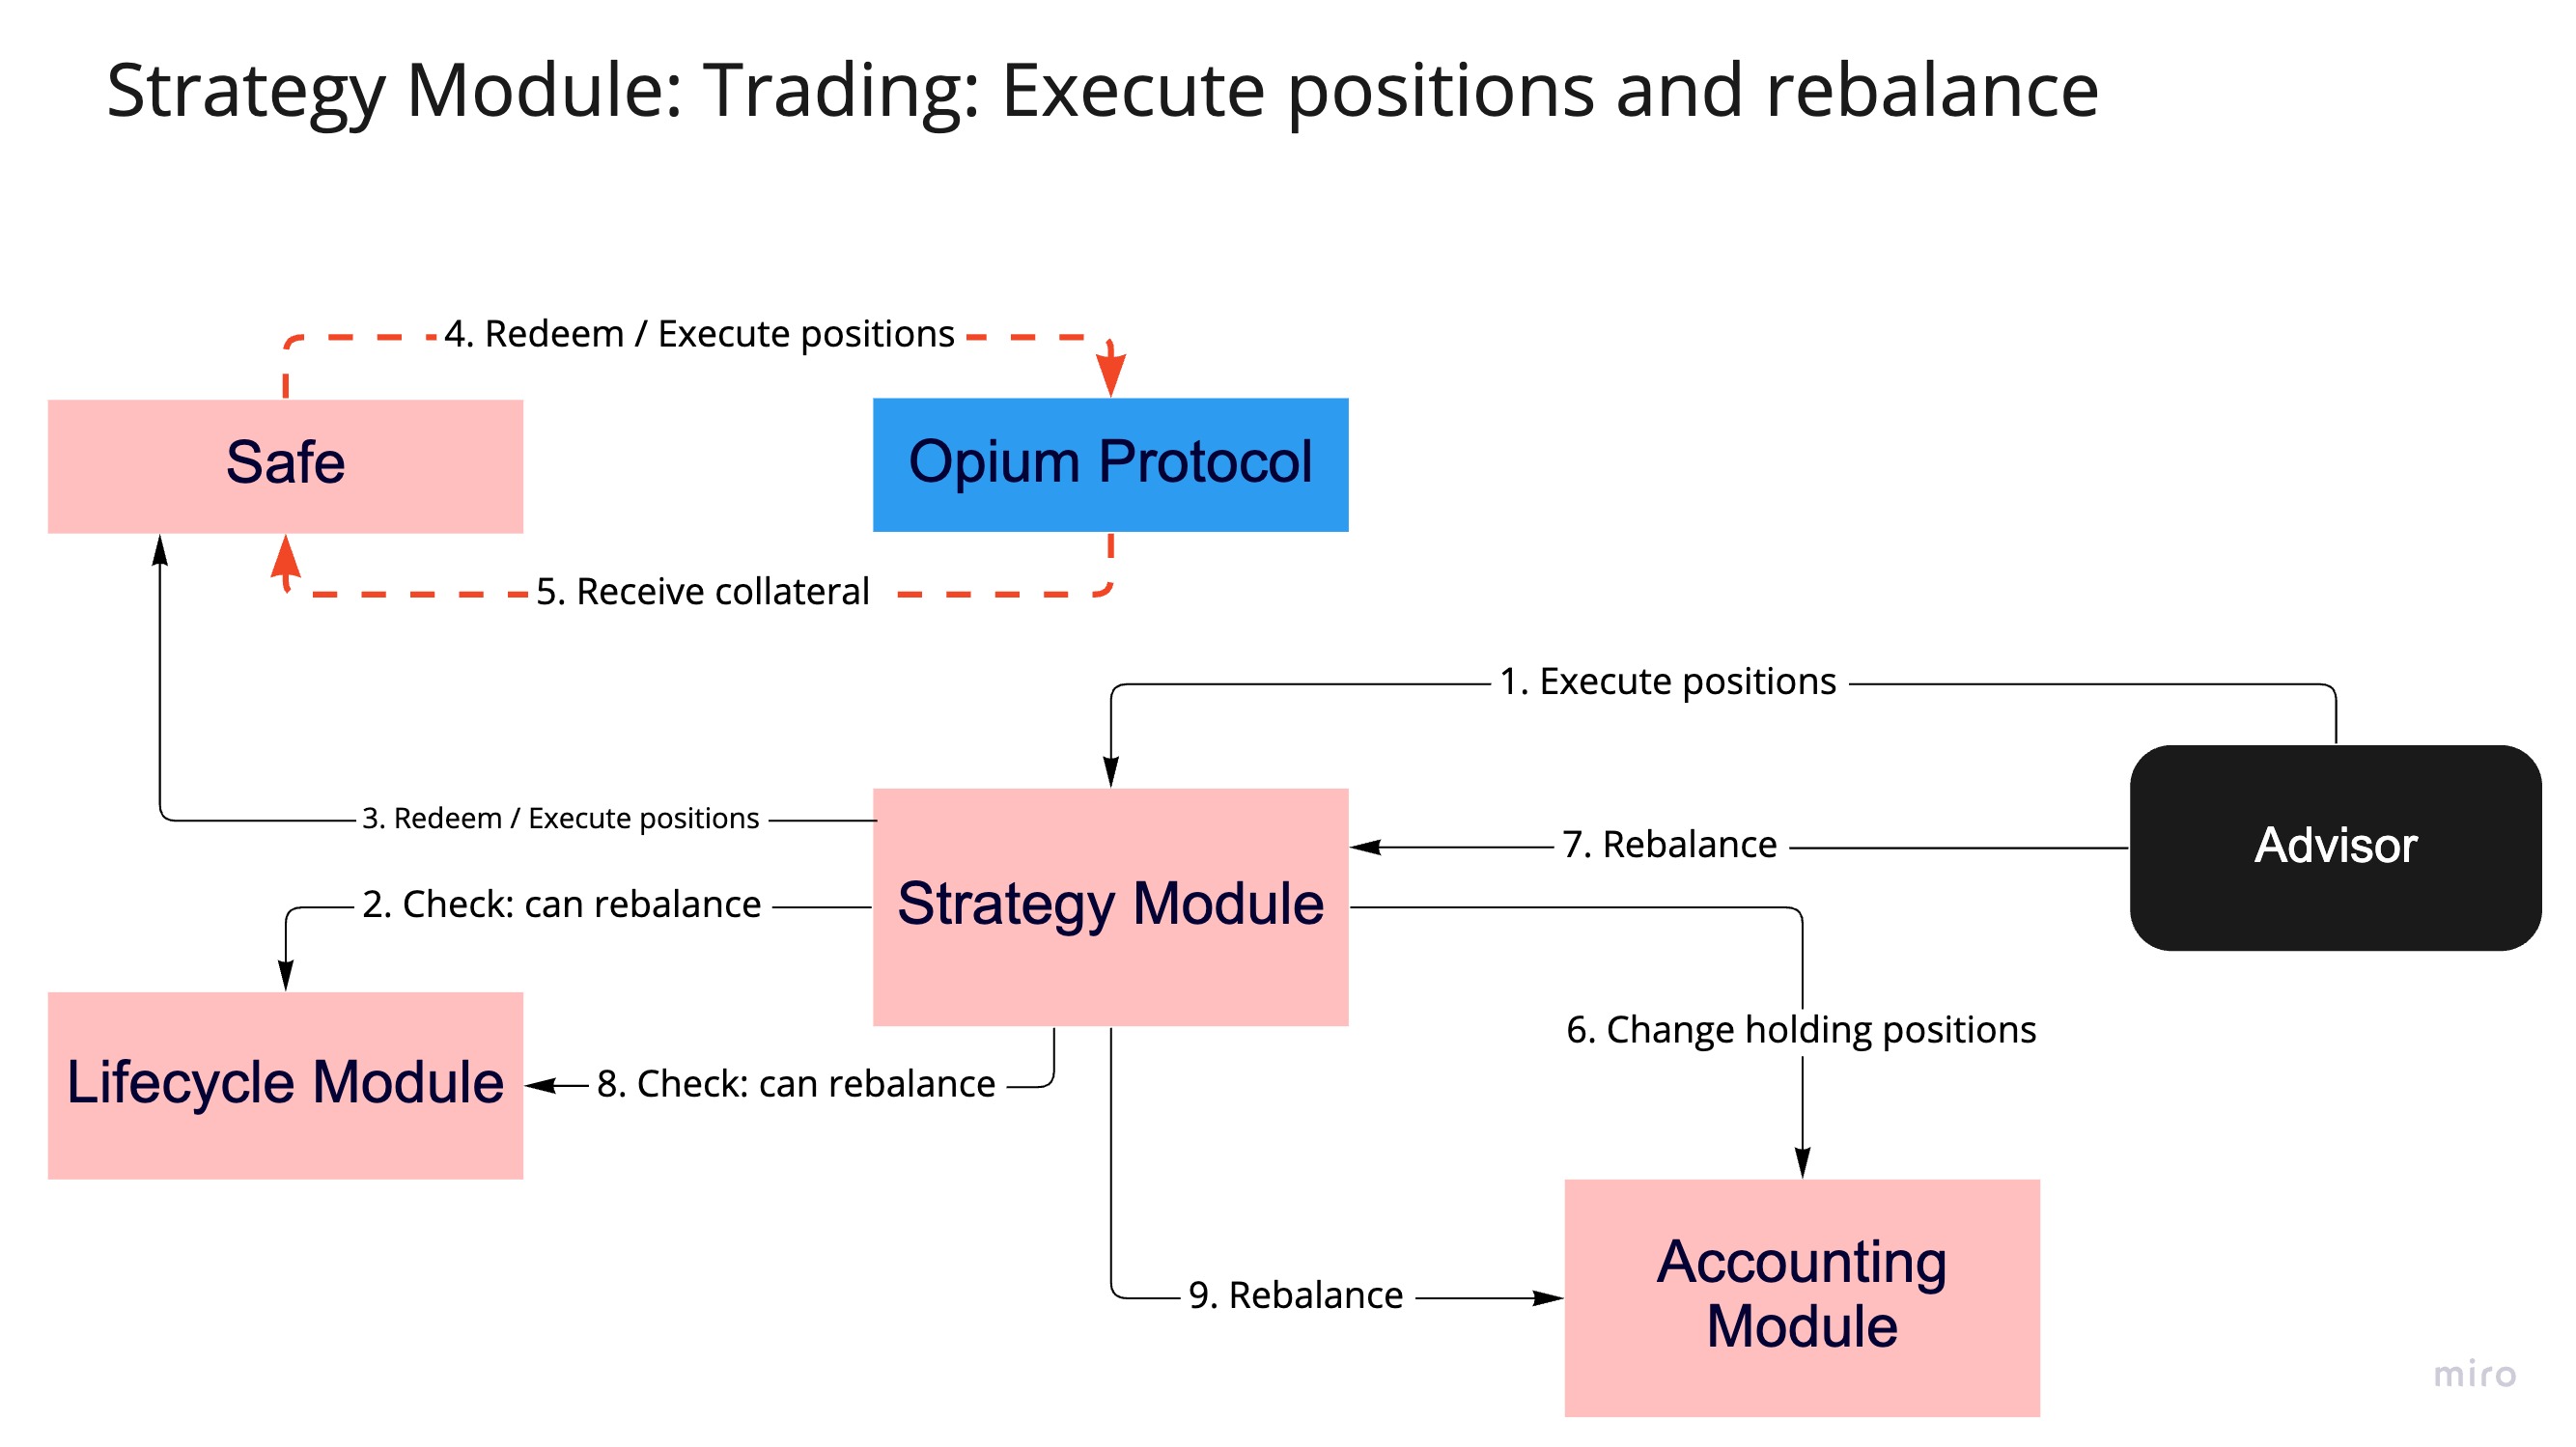 Strategy Module: Trading: Execute positions and rebalance
4. Redeem / Execute positions
Safe
Opium Protocol
5. Receive collateral
1. Execute positions
3. Redeem / Execute positions
7. Rebalance
Advisor
2. Check: can rebalance
Strategy Module
6. Change holding positions
Lifecycle Module
8. Check: can rebalance
9. Rebalance
Accounting
Module
miro